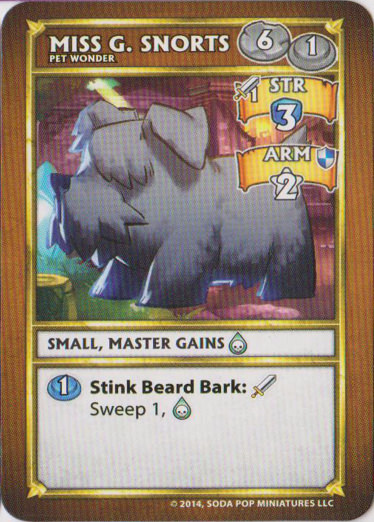 MISS G. SNORTS 6 1
PET WONDER
1 STR
3
ARM
2
SMALL, MASTER GAINS
1 Stink Beard Bark:
Sweep 1,
© 2014, SODA POP MINIATURES LLC